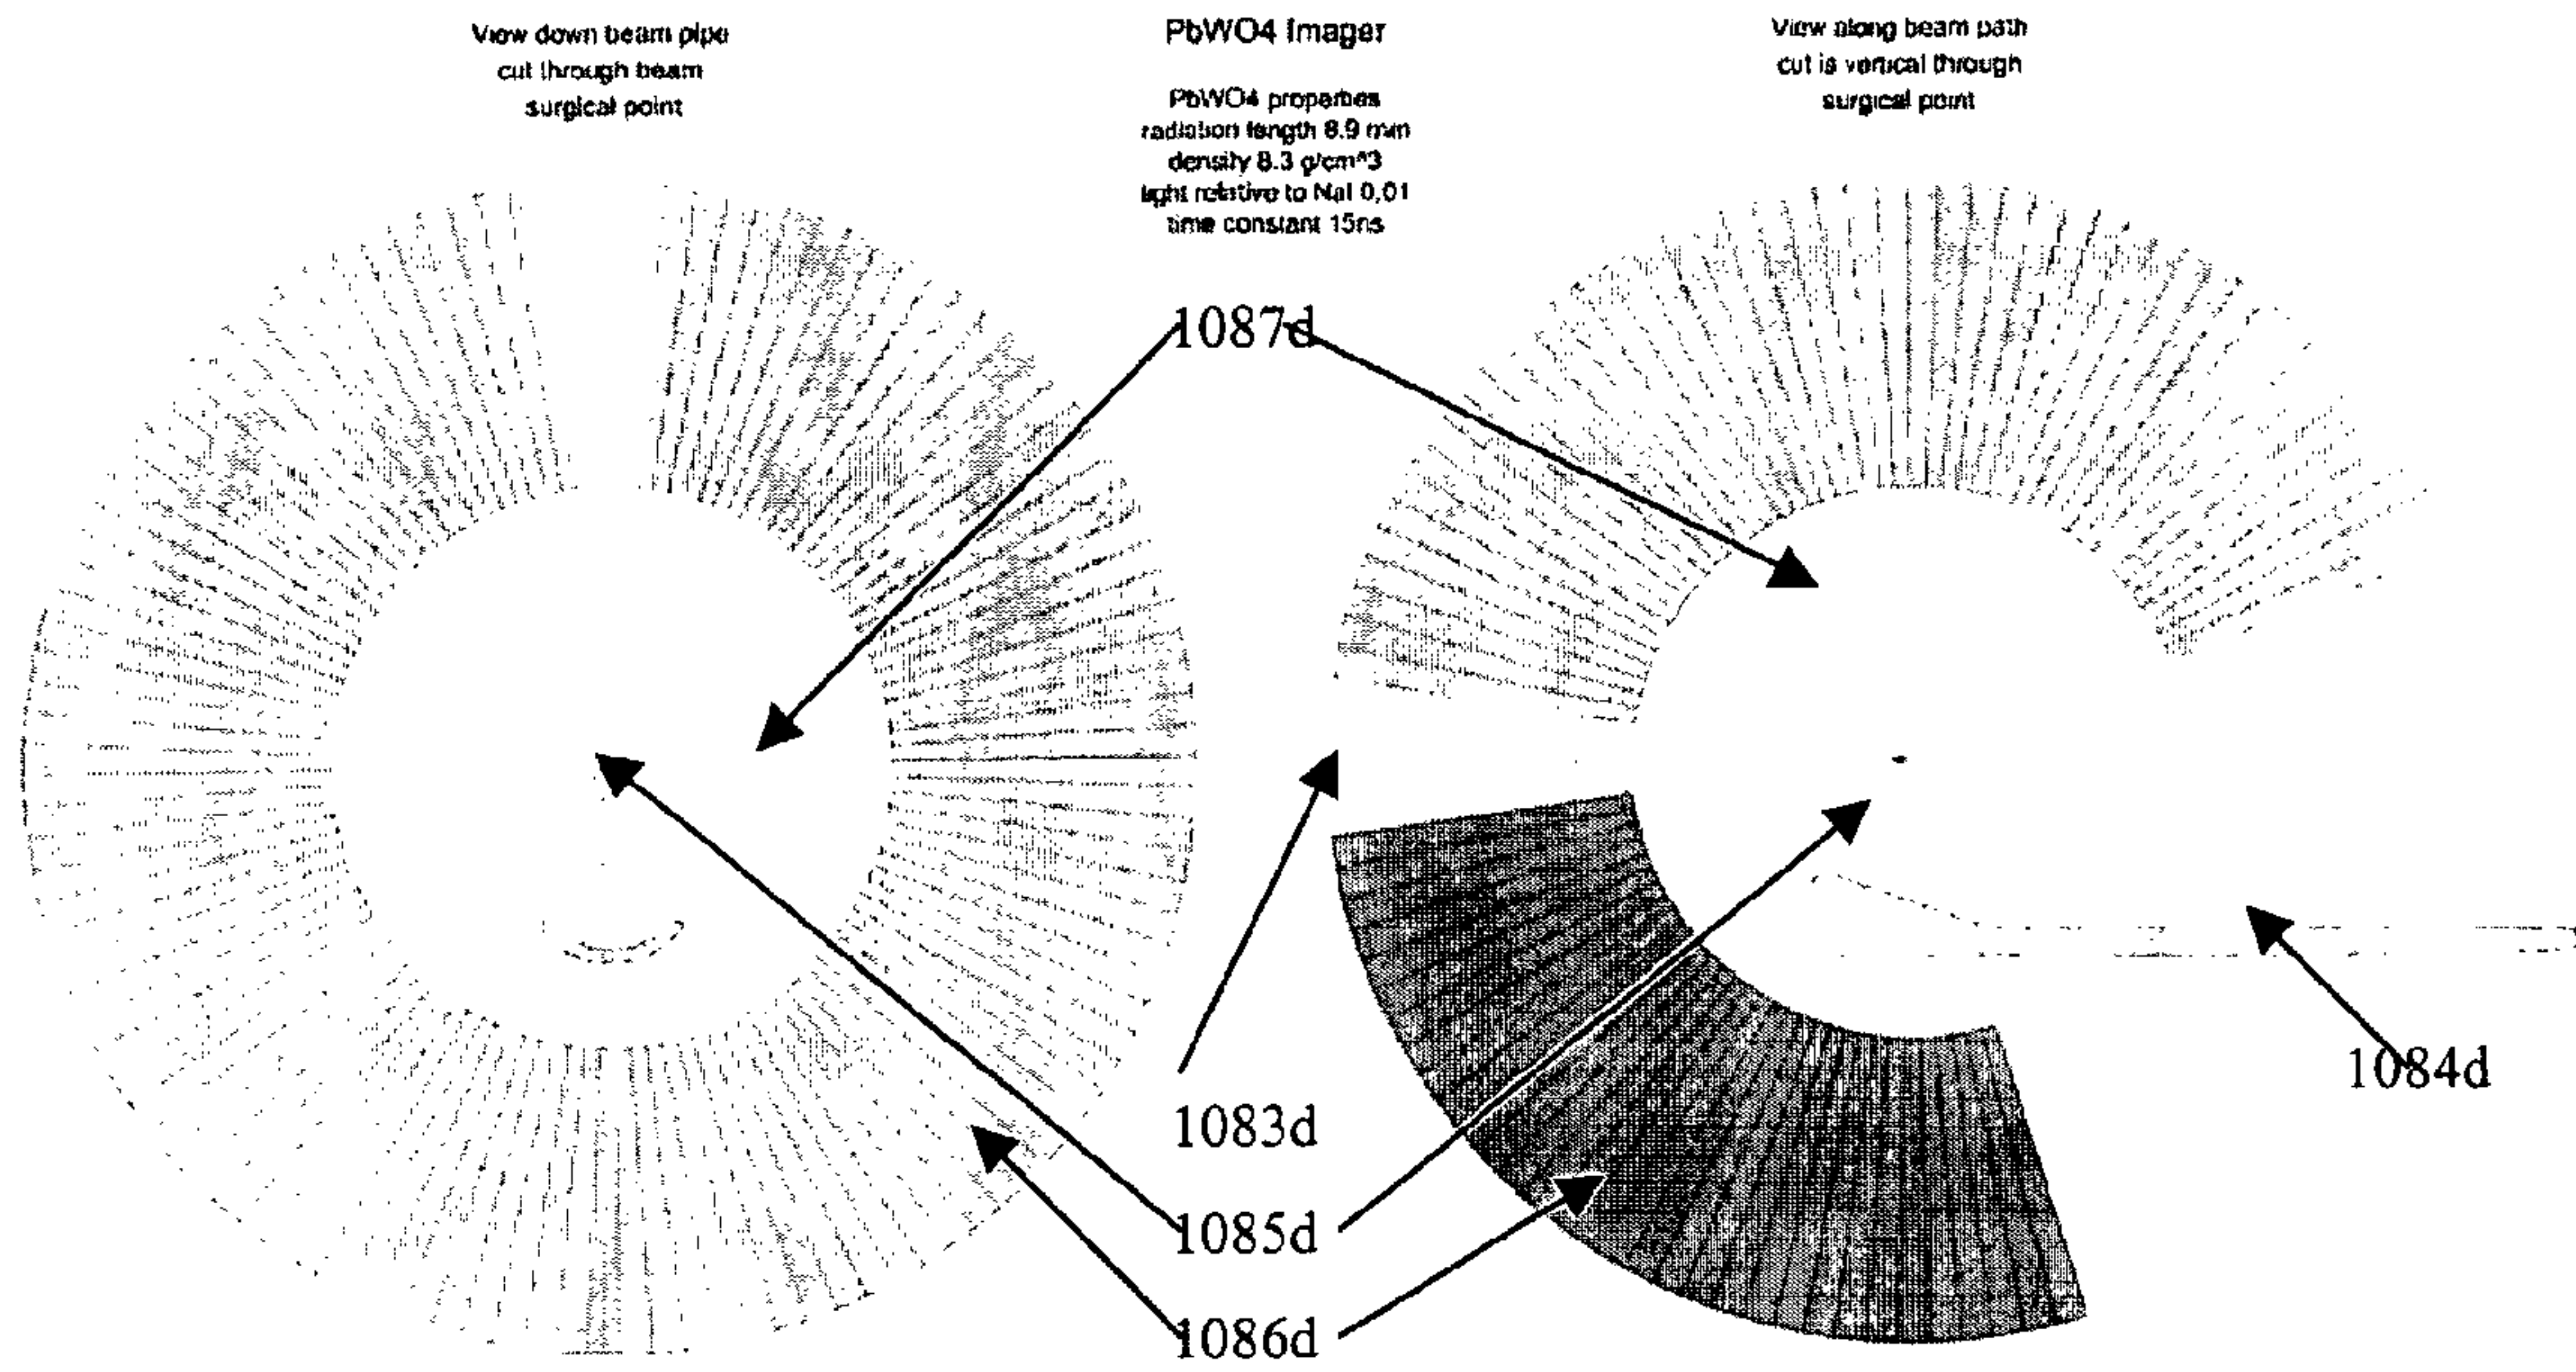 View down beam pipe
cut through beam
surgical point
PbWO4 Imager
PbWO4 properties
radiation length 8.9 mm
density 8.3 g/cm^3
light relative to NaI 0,01
time constant 15ns
View along beam path
cut is vertical through
surgical point
1087d
1083d
1084d
1085d
1086d